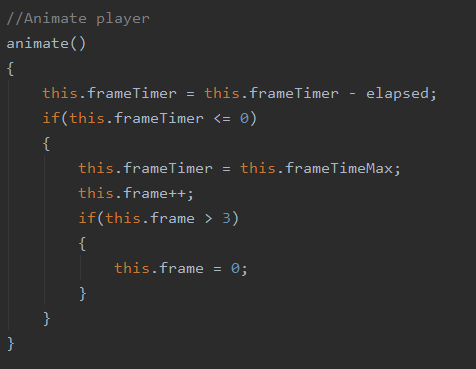 //Animate player
animate()
{
    this.frameTimer = this.frameTimer - elapsed;
    if(this.frameTimer <= 0)
    {
        this.frameTimer = this.frameTimeMax;
        this.frame++;
        if(this.frame > 3)
        {
            this.frame = 0;
        }
    }
}